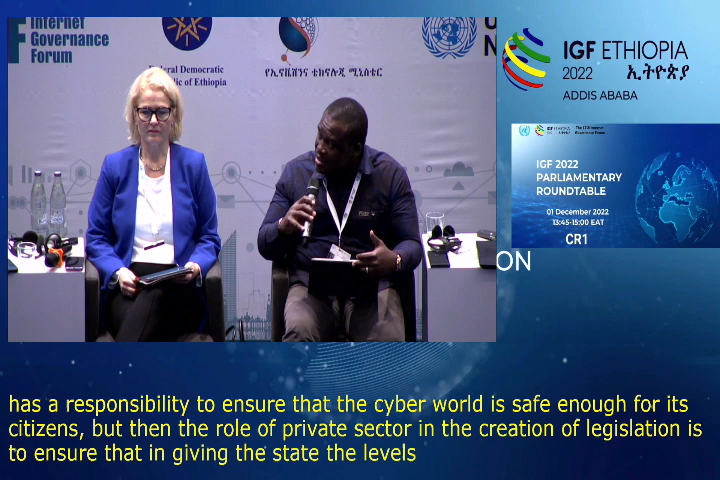 Internet
Governance
Forum
Federal Democratic
Republic of Ethiopia
የኢኖቬሽንና ቴክኖሎጂ ሚኒስቴር
U
N
IGF ETHIOPIA
2022 ኢትዮጵያ
ADDIS ABABA
IGF 2022
PARLIAMENTARY
ROUNDTABLE
01 December 2022
13:45-15:00 EAT
CR1
ON
has a responsibility to ensure that the cyber world is safe enough for its
citizens, but then the role of private sector in the creation of legislation is
to ensure that in giving the state the levels